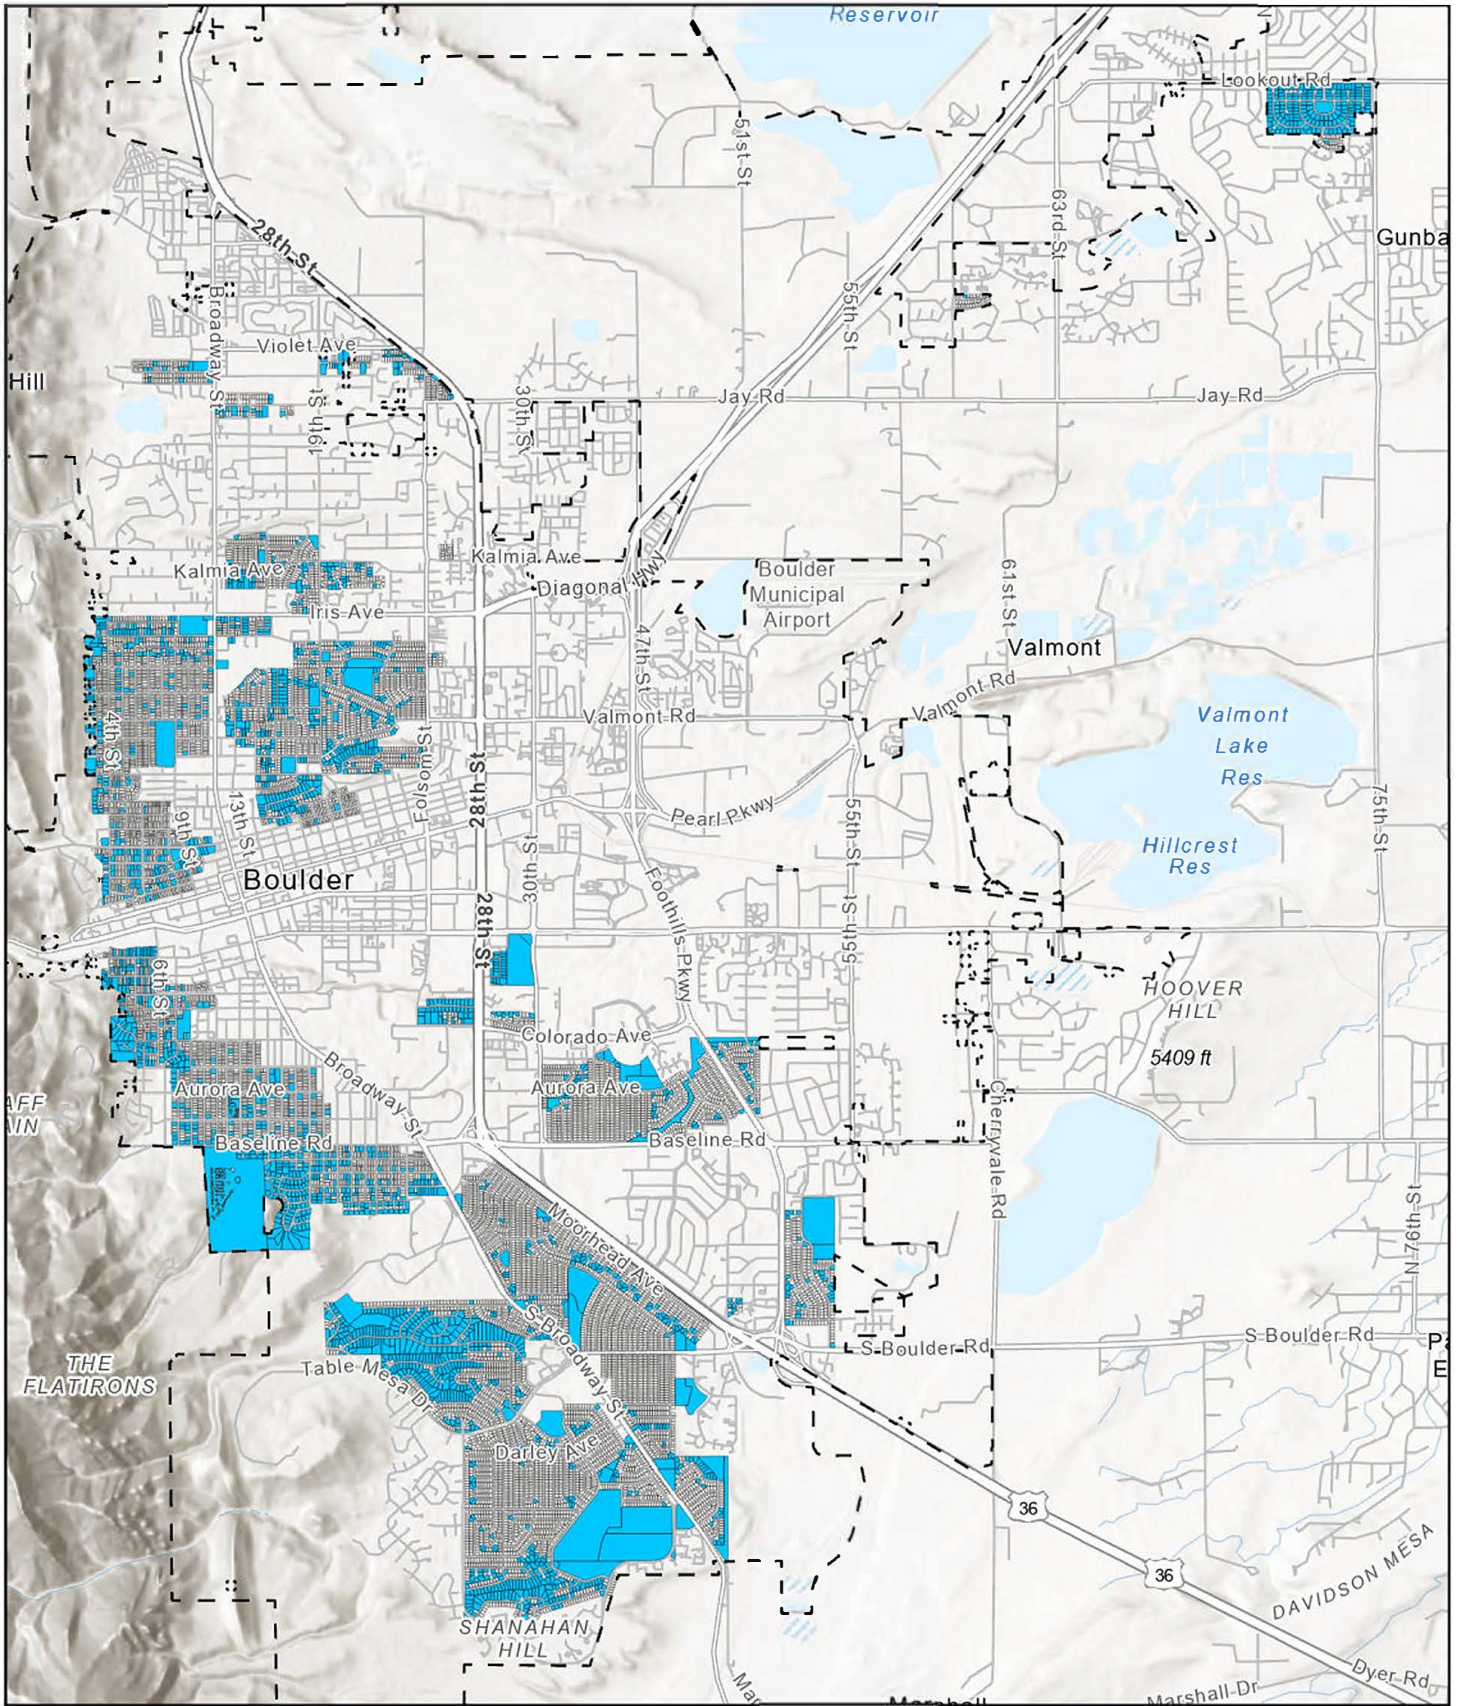 Reservoir
Lookout Rd
51st St
63rd St
28th St
Gunba
55th St
Broadway St
Violet Ave
Hill
19th St
30th St
Jay Rd
Jay Rd
Kalmia Ave
Kalmia Ave
Diagonal Hwy
Boulder
Municipal
Airport
61st St
Iris Ave
47th St
Valmont
Valmont Rd
Valmont Rd
Valmont
Lake
Res
4th St
Folsom St
28th St
Pearl Pkwy
9th St
13th St
55th St
75th St
Hillcrest
Res
Boulder
30th St
Foothills Pkwy
28th St
S 55th St
6th St
HOOVER
HILL
5409 ft
Colorado Ave
Broadway St
Aurora Ave
Aurora Ave
Cherryvale Rd
AFF
AIN
Baseline Rd
Baseline Rd
Moorhead Ave
N 76th St
S Broadway St
S Boulder Rd
S Boulder Rd
THE
FLATIRONS
Table Mesa Dr
Pa
E
Darley Ave
36
36
DAVIDSON MESA
SHANAHAN
HILL
Dyer Rd
Mar
Marshall
Marshall Dr